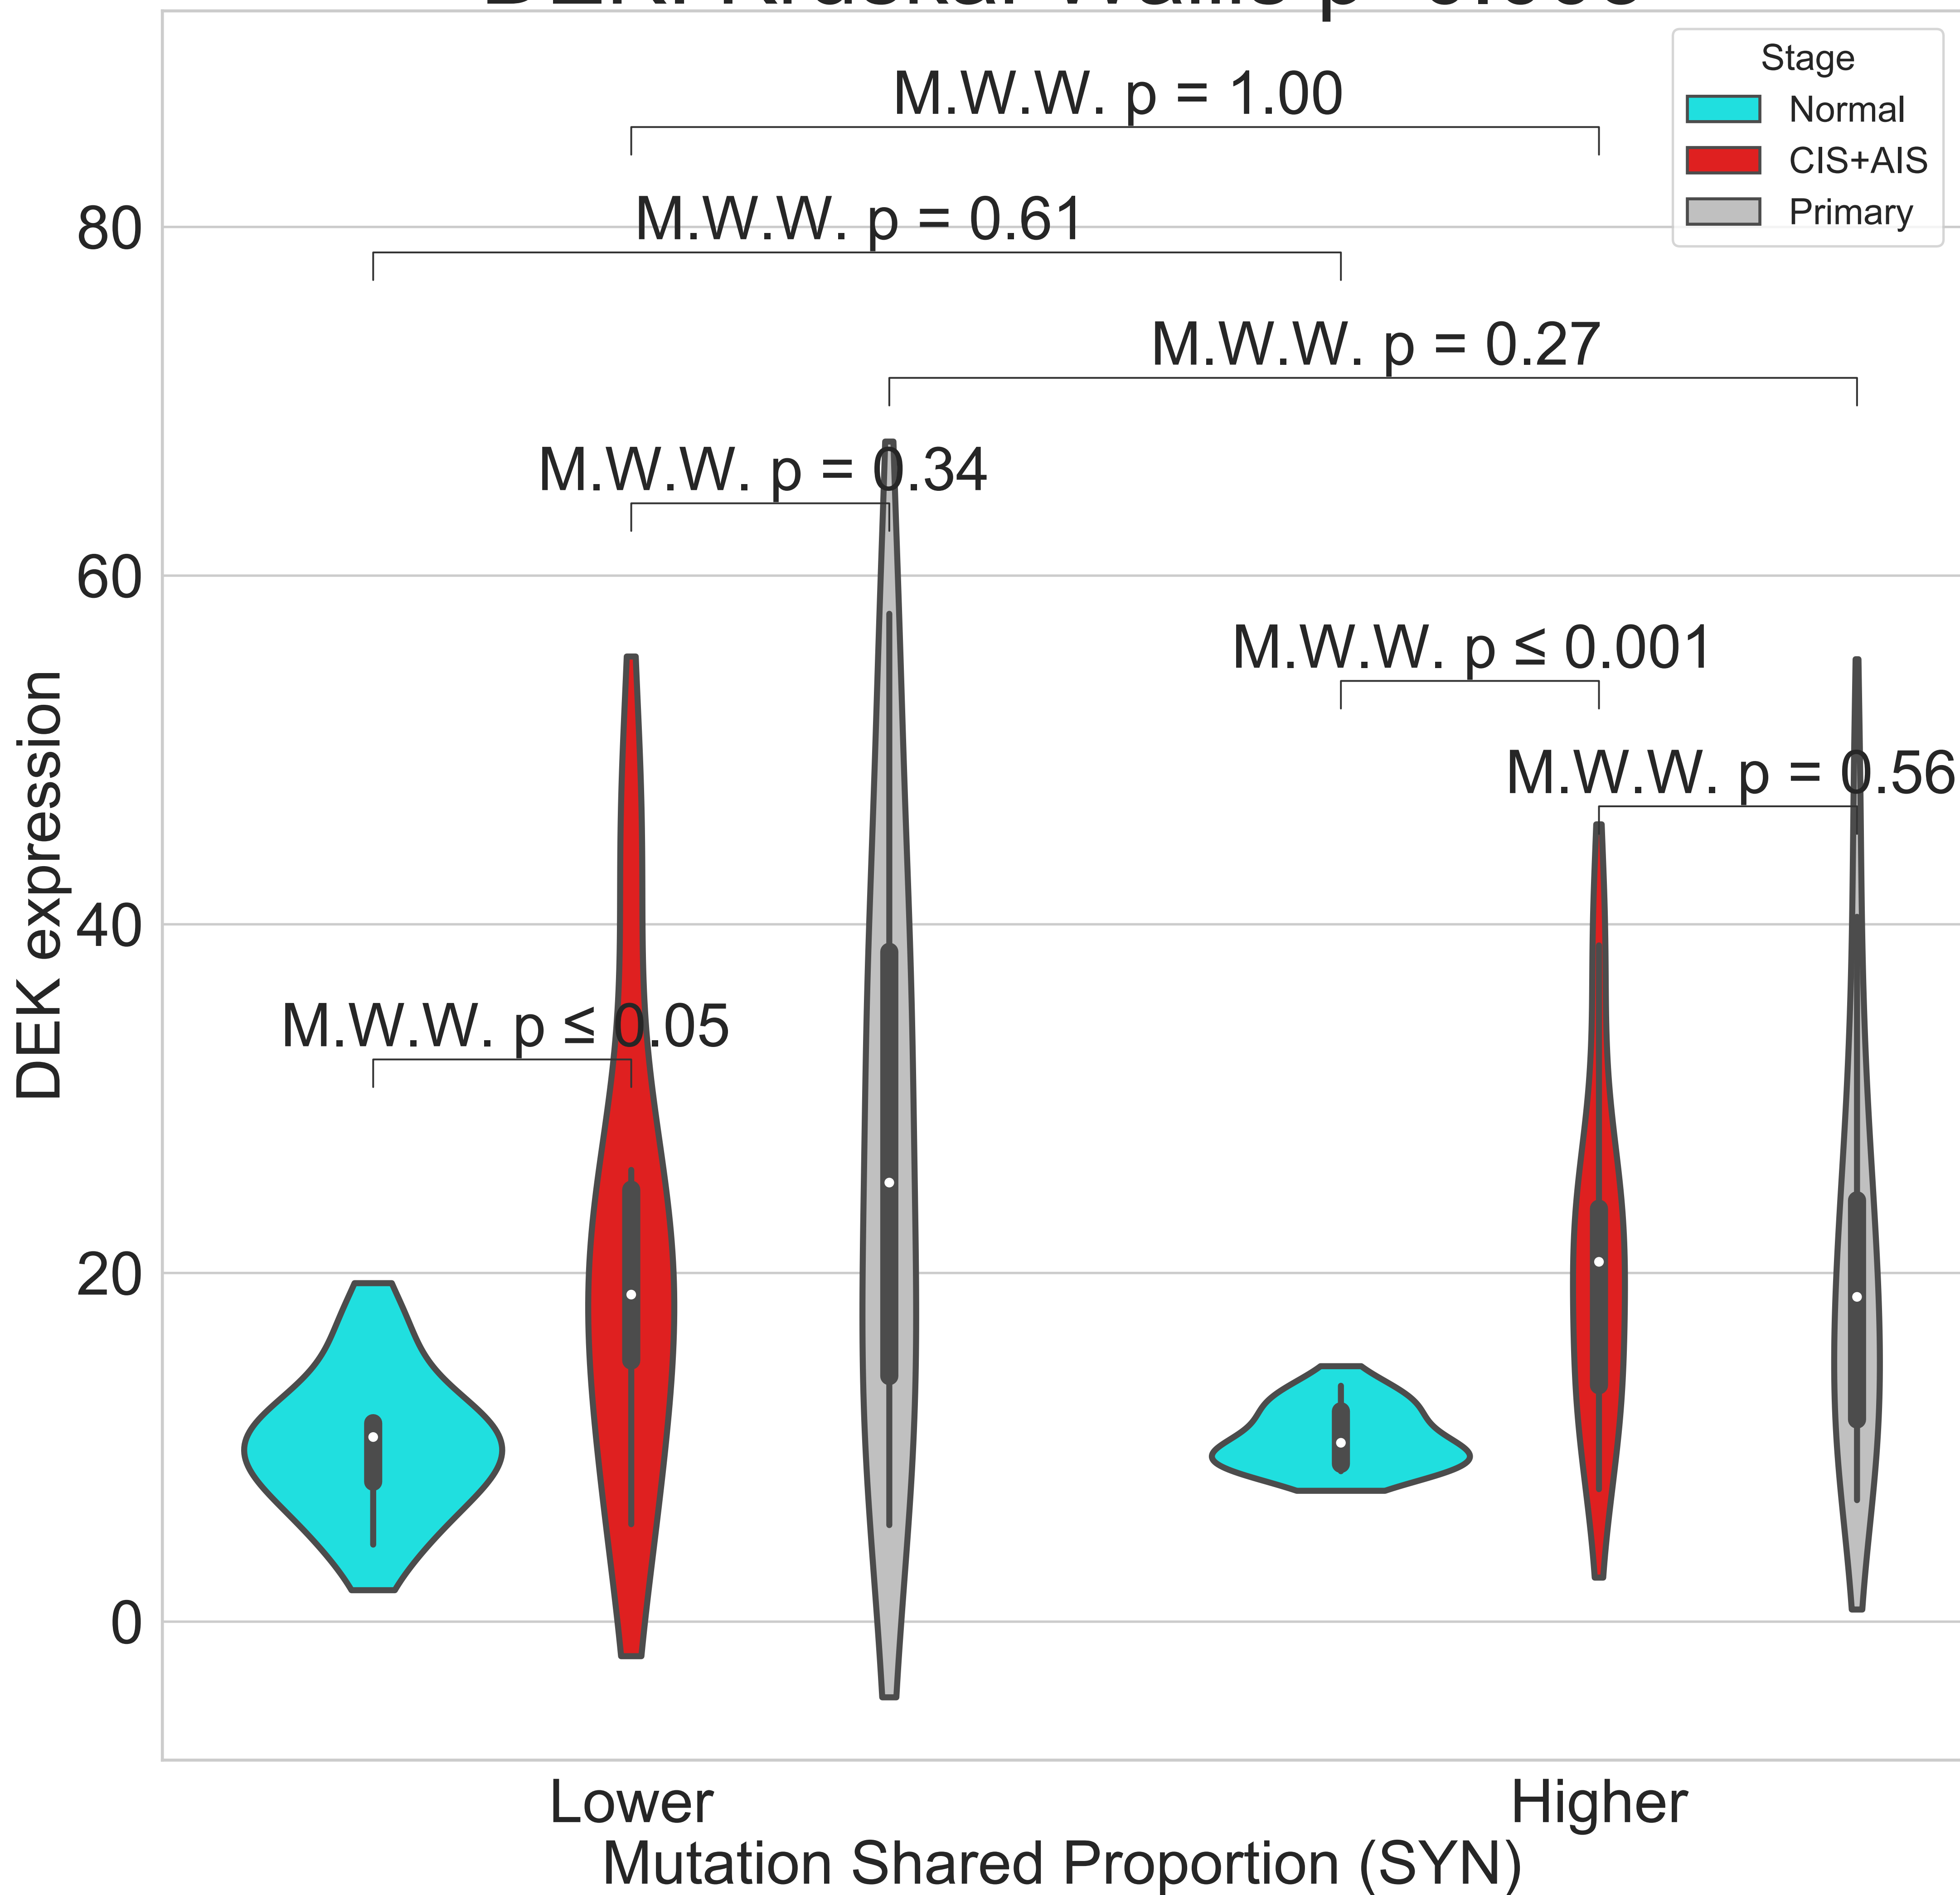 M.W.W. p = 1.00
Stage
Normal
CIS+AIS
Primary
M.W.W. p = 0.61
M.W.W. p = 0.27
M.W.W. p = 0.34
M.W.W. p ≤ 0.001
M.W.W. p = 0.56
M.W.W. p ≤ 0.05
80
60
40
20
0
DEK expression
Lower
Higher
Mutation Shared Proportion (SYN)